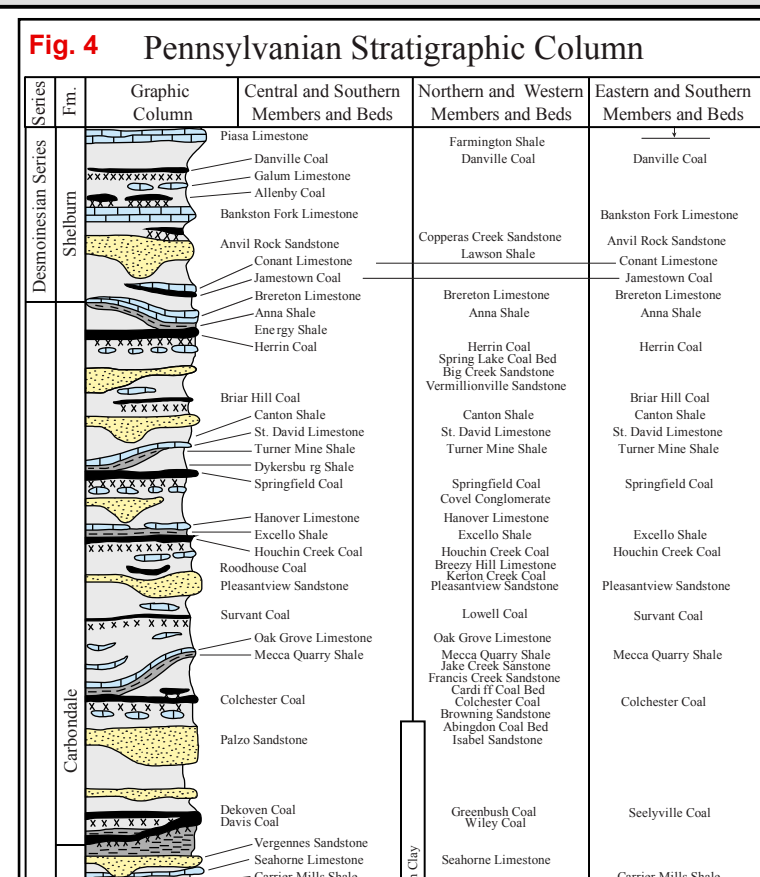 Fig. 4
Pennsylvanian Stratigraphic Column
Series
Fm.
Graphic
Column
Central and Southern
Members and Beds
Northern and Western
Members and Beds
Eastern and Southern
Members and Beds
Desmoinesian Series
Shelburn
Carbondale
Piasa Limestone
Danville Coal
Galum Limestone
Allenby Coal
Bankston Fork Limestone
Anvil Rock Sandstone
Conant Limestone
Jamestown Coal
Brereton Limestone
Anna Shale
Energy Shale
Herrin Coal
Briar Hill Coal
Canton Shale
St. David Limestone
Turner Mine Shale
Dykersbu rg Shale
Springfield Coal
Hanover Limestone
Excello Shale
Houchin Creek Coal
Roodhouse Coal
Pleasantview Sandstone
Survant Coal
Oak Grove Limestone
Mecca Quarry Shale
Colchester Coal
Palzo Sandstone
Dekoven Coal
Davis Coal
Vergennes Sandstone
Seahorne Limestone
Carrier Mills Shale
Farmington Shale
Danville Coal
Copperas Creek Sandstone
Lawson Shale
Brereton Limestone
Anna Shale
Herrin Coal
Spring Lake Coal Bed
Big Creek Sandstone
Vermillionville Sandstone
Canton Shale
St. David Limestone
Turner Mine Shale
Springfield Coal
Covel Conglomerate
Hanover Limestone
Excello Shale
Houchin Creek Coal
Breezy Hill Limestone
Kerton Creek Coal
Pleasantview Sandstone
Lowell Coal
Oak Grove Limestone
Mecca Quarry Shale
Jake Creek Sanstone
Francis Creek Sandstone
Cardi ff Coal Bed
Colchester Coal
Browning Sandstone
Abingdon Coal Bed
Isabel Sandstone
Greenbush Coal
Wiley Coal
Seahorne Limestone
Clay
Danville Coal
Bankston Fork Limestone
Anvil Rock Sandstone
Conant Limestone
Jamestown Coal
Brereton Limestone
Anna Shale
Herrin Coal
Briar Hill Coal
Canton Shale
St. David Limestone
Turner Mine Shale
Springfield Coal
Excello Shale
Houchin Creek Coal
Pleasantview Sandstone
Survant Coal
Mecca Quarry Shale
Colchester Coal
Seelyville Coal
Carrier Mills Shale